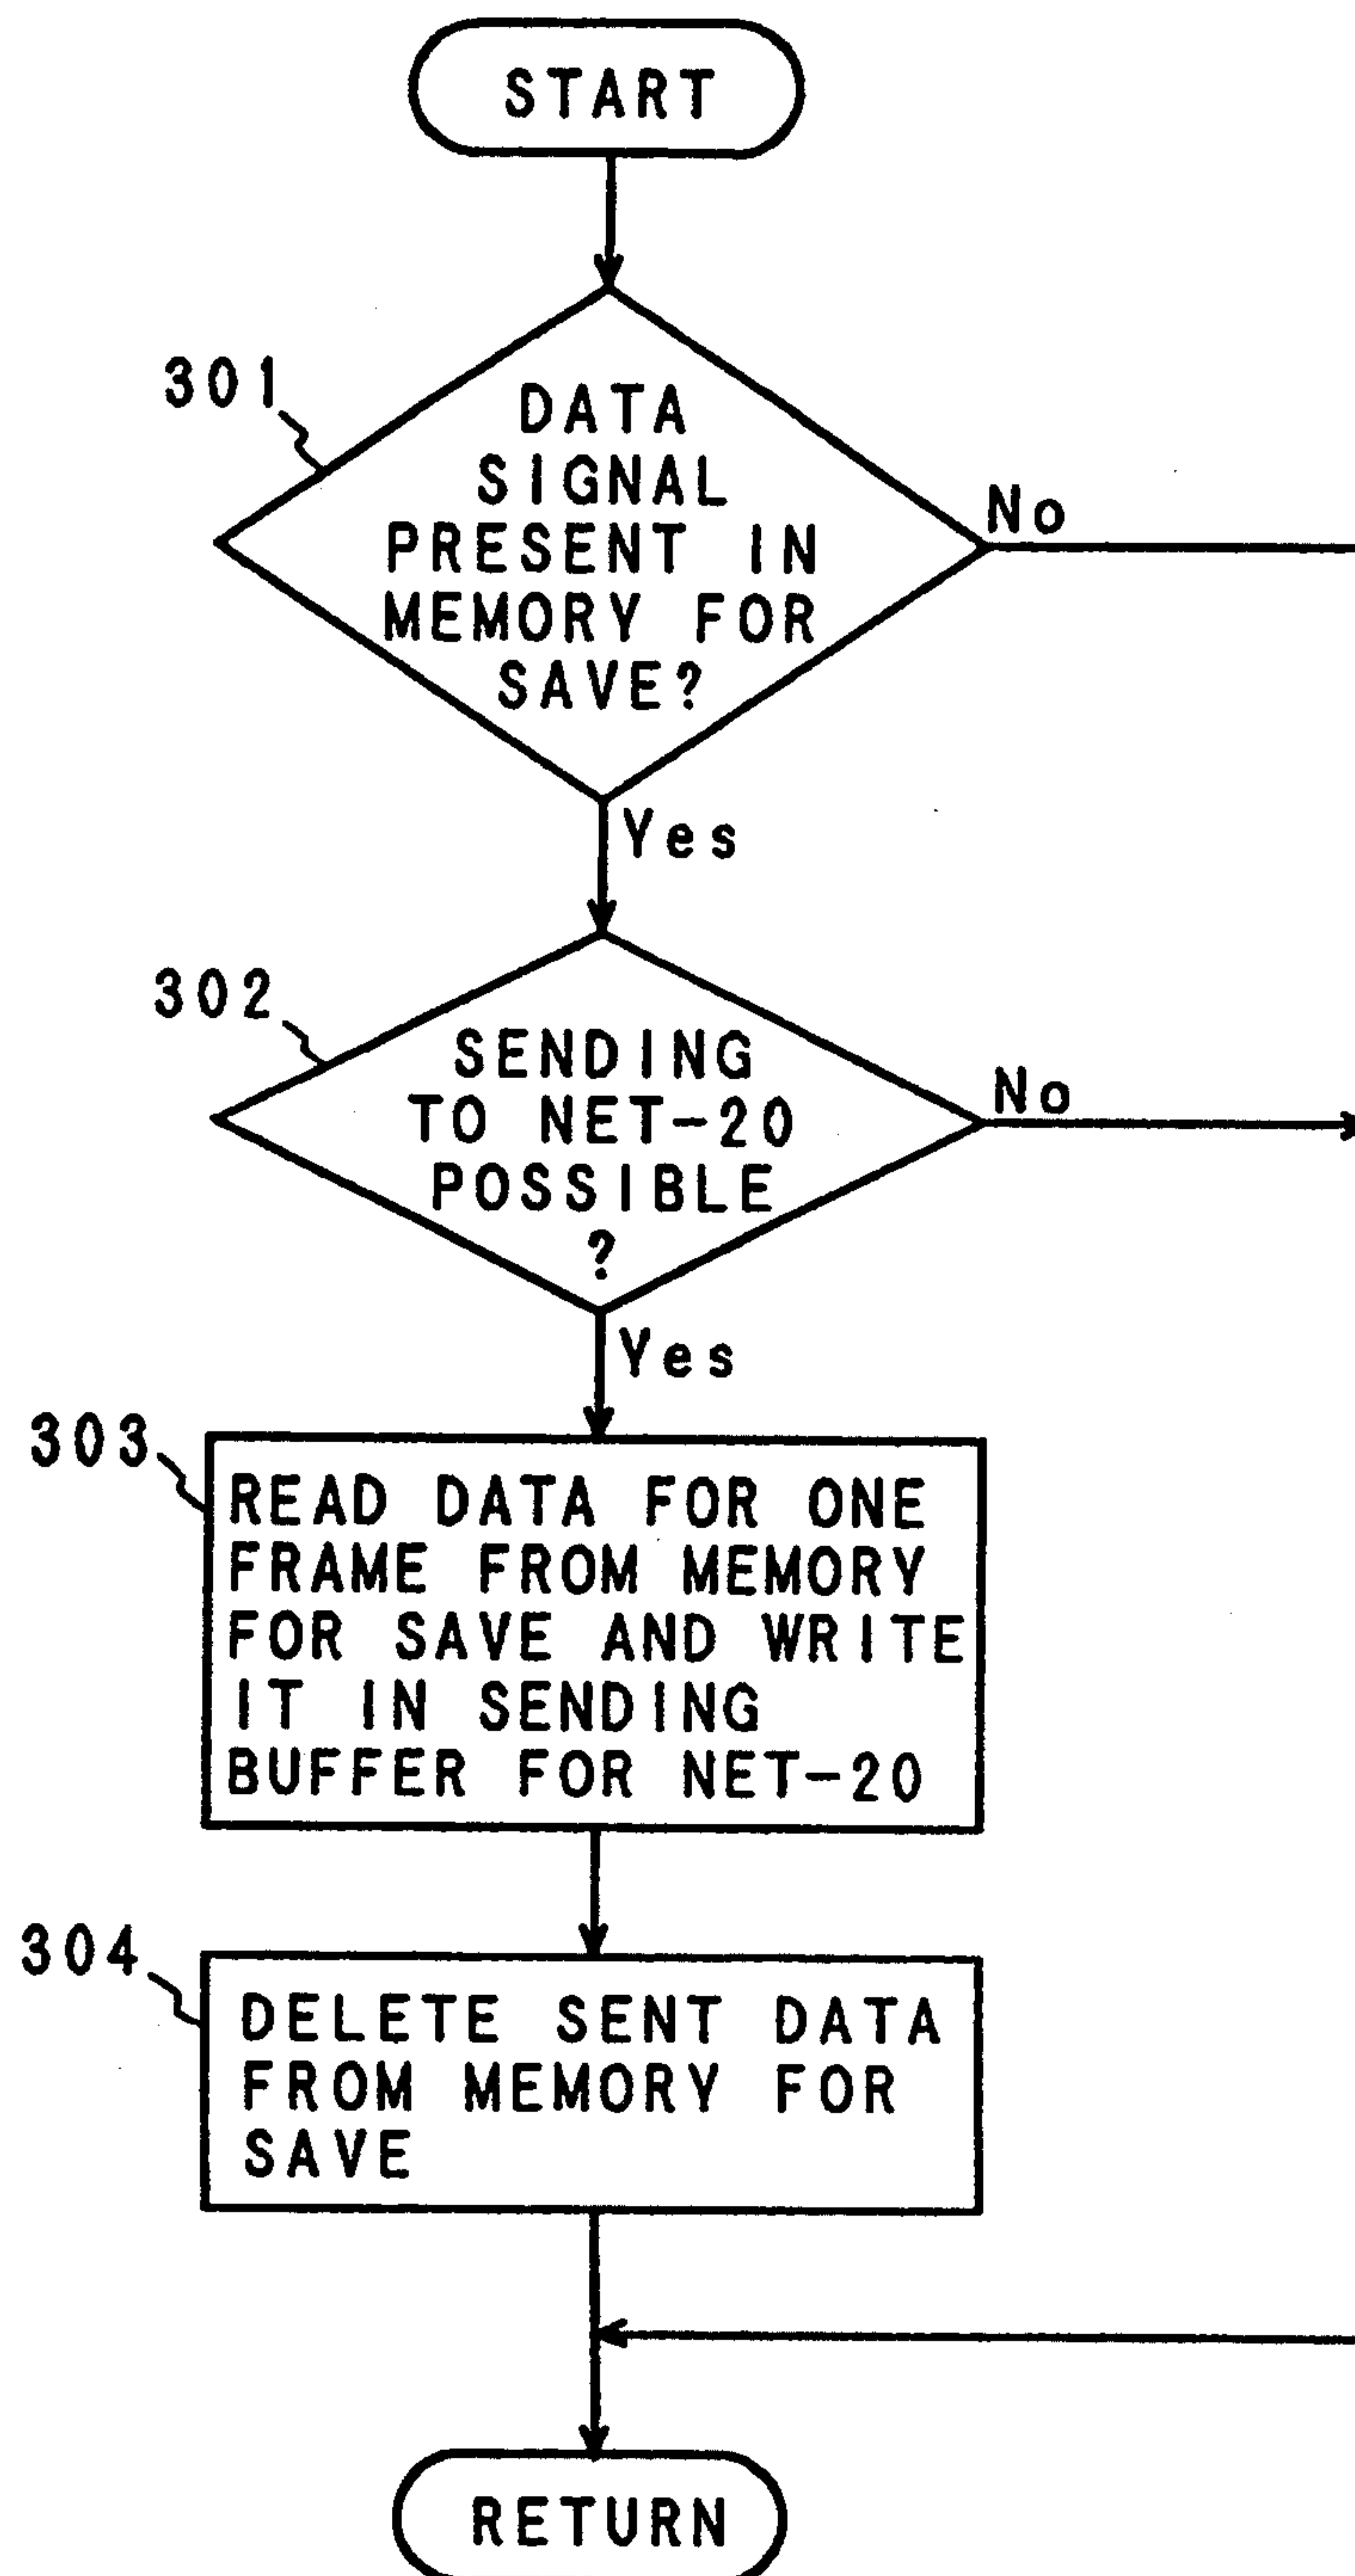 START
301
DATA
SIGNAL
PRESENT IN
MEMORY FOR
SAVE?
No
Yes
302
SENDING
TO NET-20
POSSIBLE
?
No
Yes
303
READ DATA FOR ONE
FRAME FROM MEMORY
FOR SAVE AND WRITE
IT IN SENDING
BUFFER FOR NET-20
304
DELETE SENT DATA
FROM MEMORY FOR
SAVE
RETURN